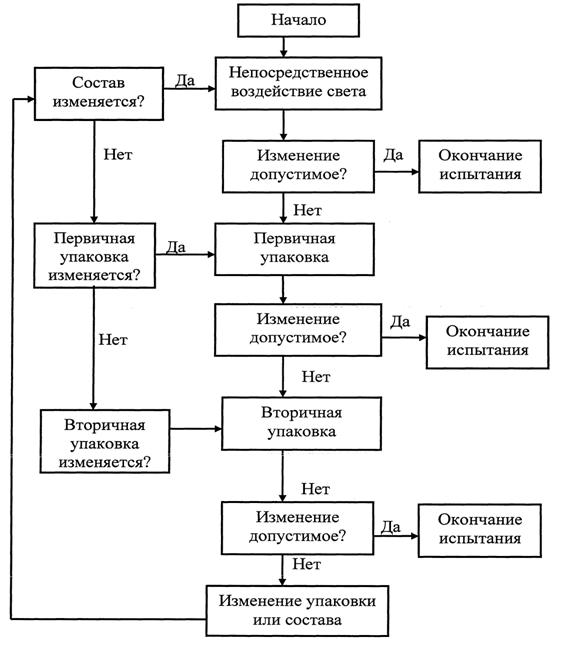 Начало
Состав
изменяется?
Да
Непосредственное
воздействие света
Нет
Изменение
допустимое?
Да
Окончание
испытания
Нет
Первичная
упаковка
изменяется?
Да
Первичная
упаковка
Нет
Изменение
допустимое?
Да
Окончание
испытания
Нет
Вторичная
упаковка
изменяется?
Вторичная
упаковка
Нет
Изменение
допустимое?
Да
Окончание
испытания
Нет
Изменение упаковки
или состава